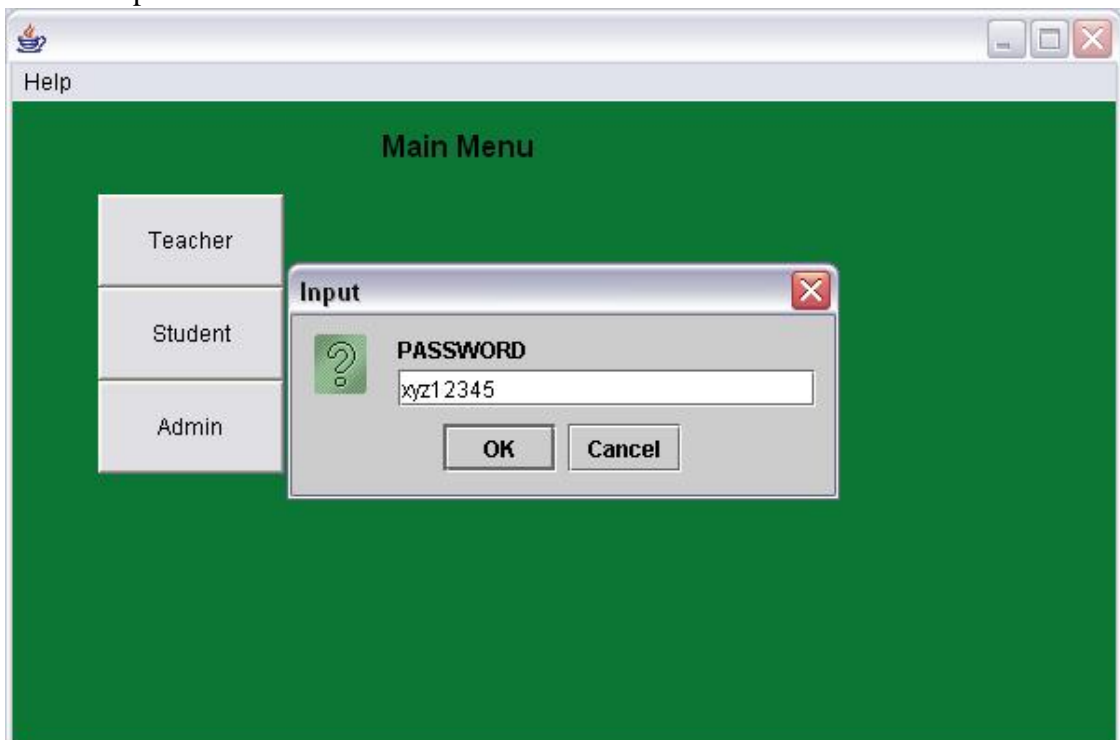 Help
Main Menu
Teacher
Input
Student
PASSWORD
xyz12345
Admin
OK Cancel